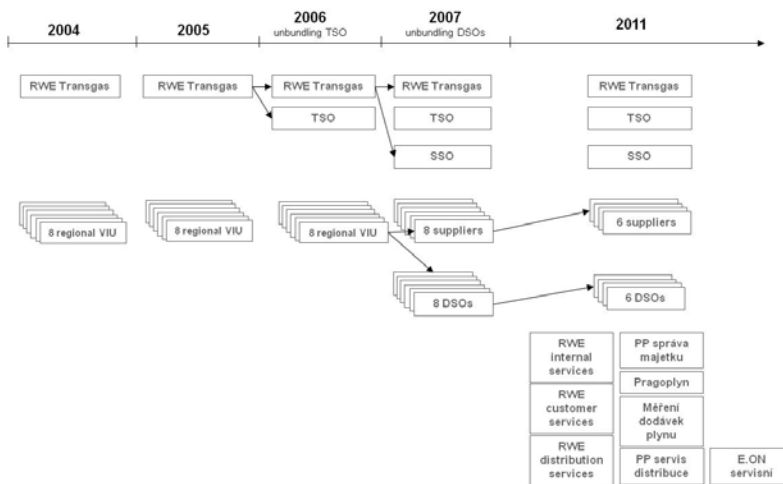 2004
2005
2006
unbundling TSO
2007
unbundling DSOs
2011
RWE Transgas
RWE Transgas
RWE Transgas
RWE Transgas
RWE Transgas
TSO
TSO
TSO
SSO
SSO
8 regional VIU
8 regional VIU
8 regional VIU
8 suppliers
6 suppliers
8 DSOs
6 DSOs
RWE
internal
services
PP správa
majetku
Pragoplyn
RWE
customer
services
Měření
dodávek
plynu
RWE
distribution
services
PP servis
distribuce
E.ON
servisní